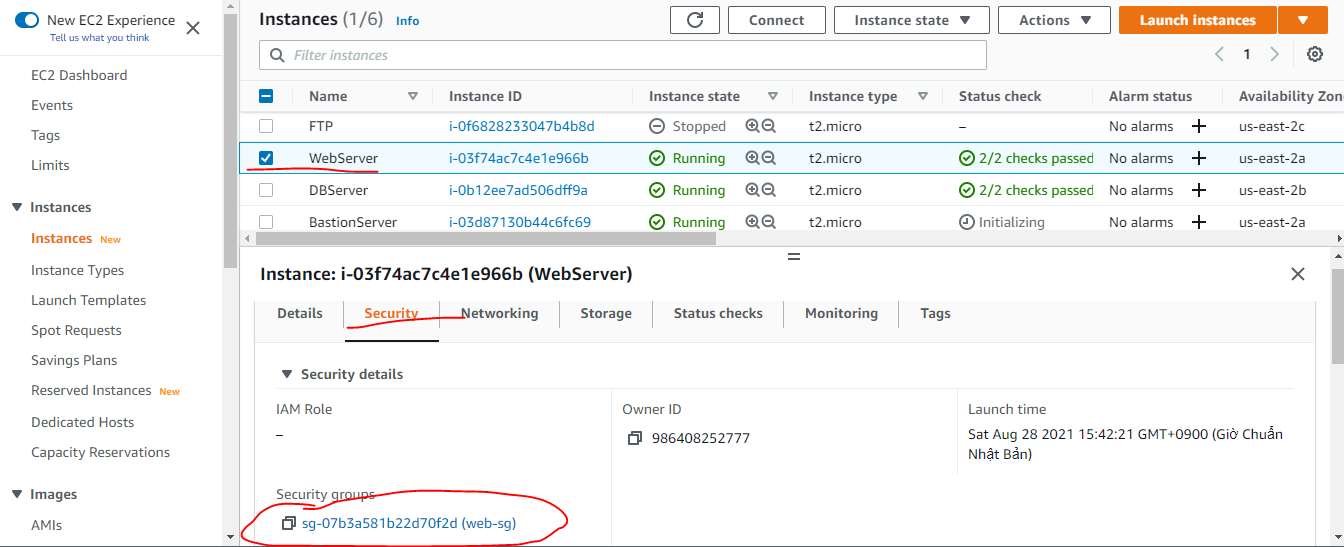 New EC2 Experience
Tell us what you think
EC2 Dashboard
Events
Tags
Limits
Instances
Instances New
Instance Types
Launch Templates
Spot Requests
Savings Plans
Reserved Instances New
Dedicated Hosts
Capacity Reservations
Images
AMIs
Instances (1/6) Info
Connect
Instance state
Actions
Launch instances
Filter instances
1
Name Instance ID Instance state Instance type Status check Alarm status Availability Zon
FTP i-0f6828233047b4b8d Stopped t2.micro – No alarms + us-east-2c
WebServer i-03f74ac7c4e1e966b Running t2.micro 2/2 checks passed No alarms + us-east-2a
DBServer i-0b12ee7ad506dff9a Running t2.micro 2/2 checks passed No alarms + us-east-2b
BastionServer i-03d87130b44c6fc69 Running t2.micro Initializing No alarms + us-east-2a
Instance: i-03f74ac7c4e1e966b (WebServer)
Details Security Networking Storage Status checks Monitoring Tags
Security details
IAM Role
–
Owner ID
986408252777
Launch time
Sat Aug 28 2021 15:42:21 GMT+0900 (Giờ Chuẩn
Nhật Bản)
Security groups
sg-07b3a581b22d70f2d (web-sg)